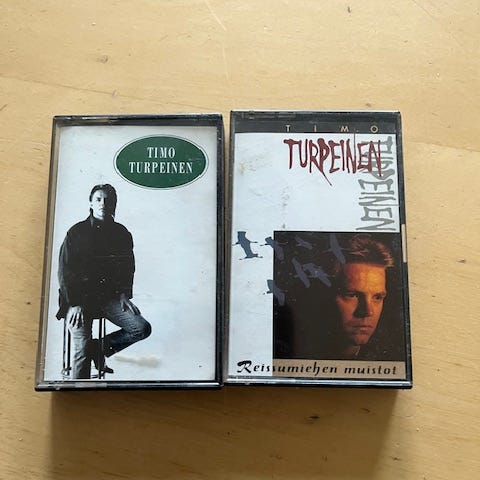 TIMO
TURPEINEN
TIMO
TURPEINEN
TURPEINEN
Reissumiehen muistot